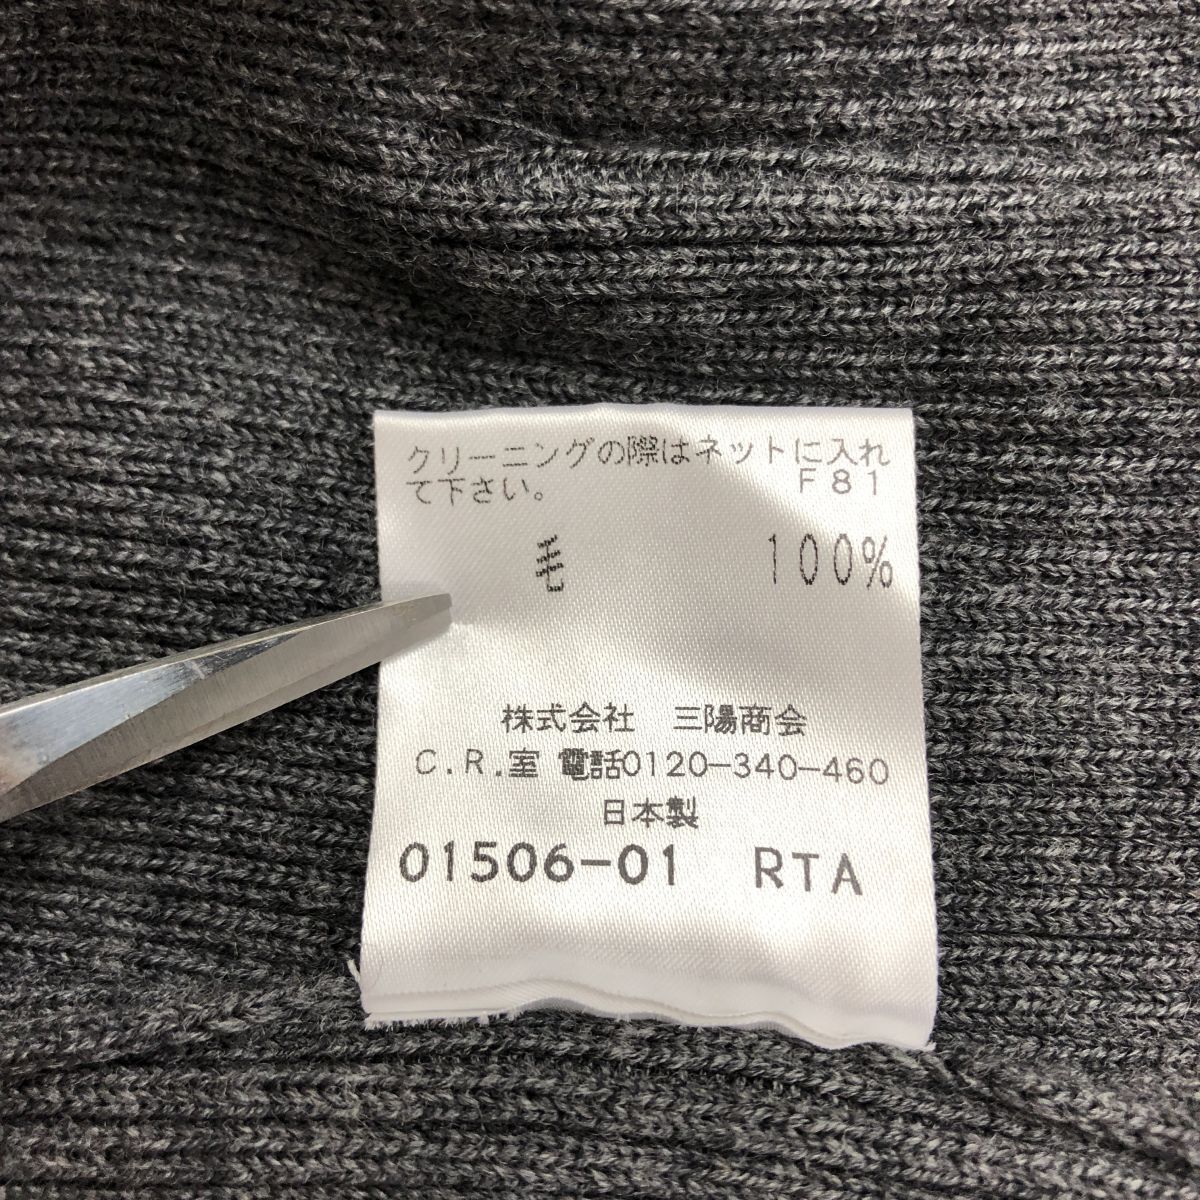 クリーニングの際はネットに入れ
て下さい。 F81
毛 100%
株式会社 三陽商会
C.R.室 電話0120-340-460
日本製
01506-01 RTA